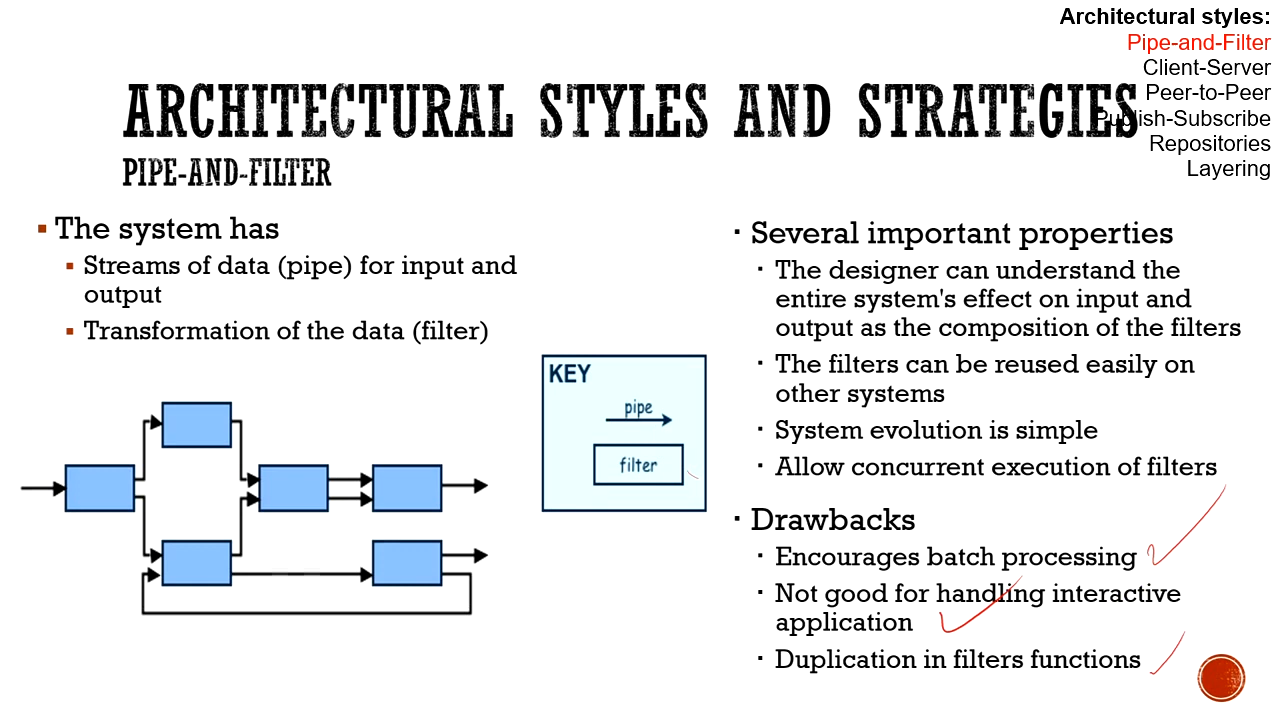 Architectural styles:
Pipe-and-Filter
Client-Server
Peer-to-Peer
Publish-Subscribe
Repositories
Layering
ARCHITECTURAL STYLES AND STRATEGIES
PIPE-AND-FILTER
▪ The system has
▪ Streams of data (pipe) for input and
output
▪ Transformation of the data (filter)
KEY
pipe
filter
▪ Several important properties
▪ The designer can understand the
entire system's effect on input and
output as the composition of the filters
▪ The filters can be reused easily on
other systems
▪ System evolution is simple
▪ Allow concurrent execution of filters
▪ Drawbacks
▪ Encourages batch processing
▪ Not good for handling interactive
application
▪ Duplication in filters functions